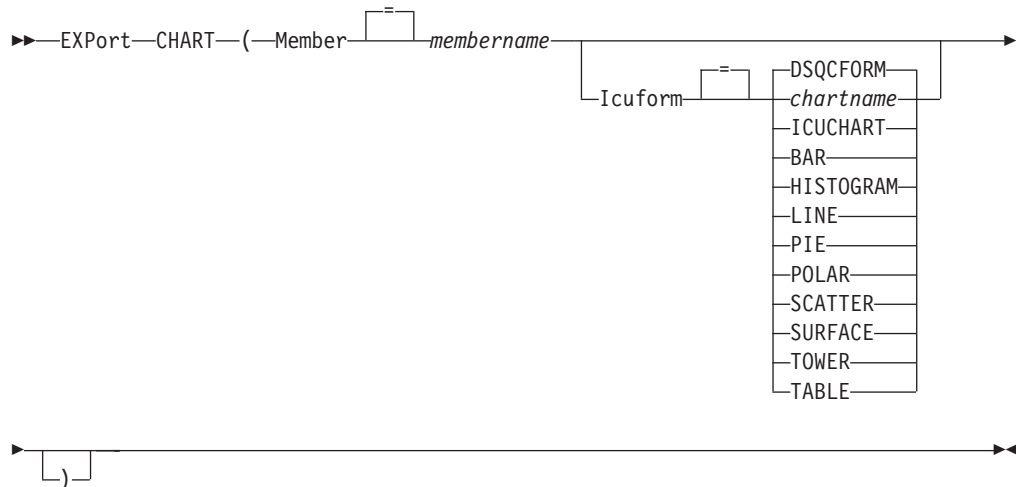 =
EXPort CHART ( Member membername
= DSQCFORM
Icuform chartname
ICUCHART
BAR
HISTOGRAM
LINE
PIE
POLAR
SCATTER
SURFACE
TOWER
TABLE
)